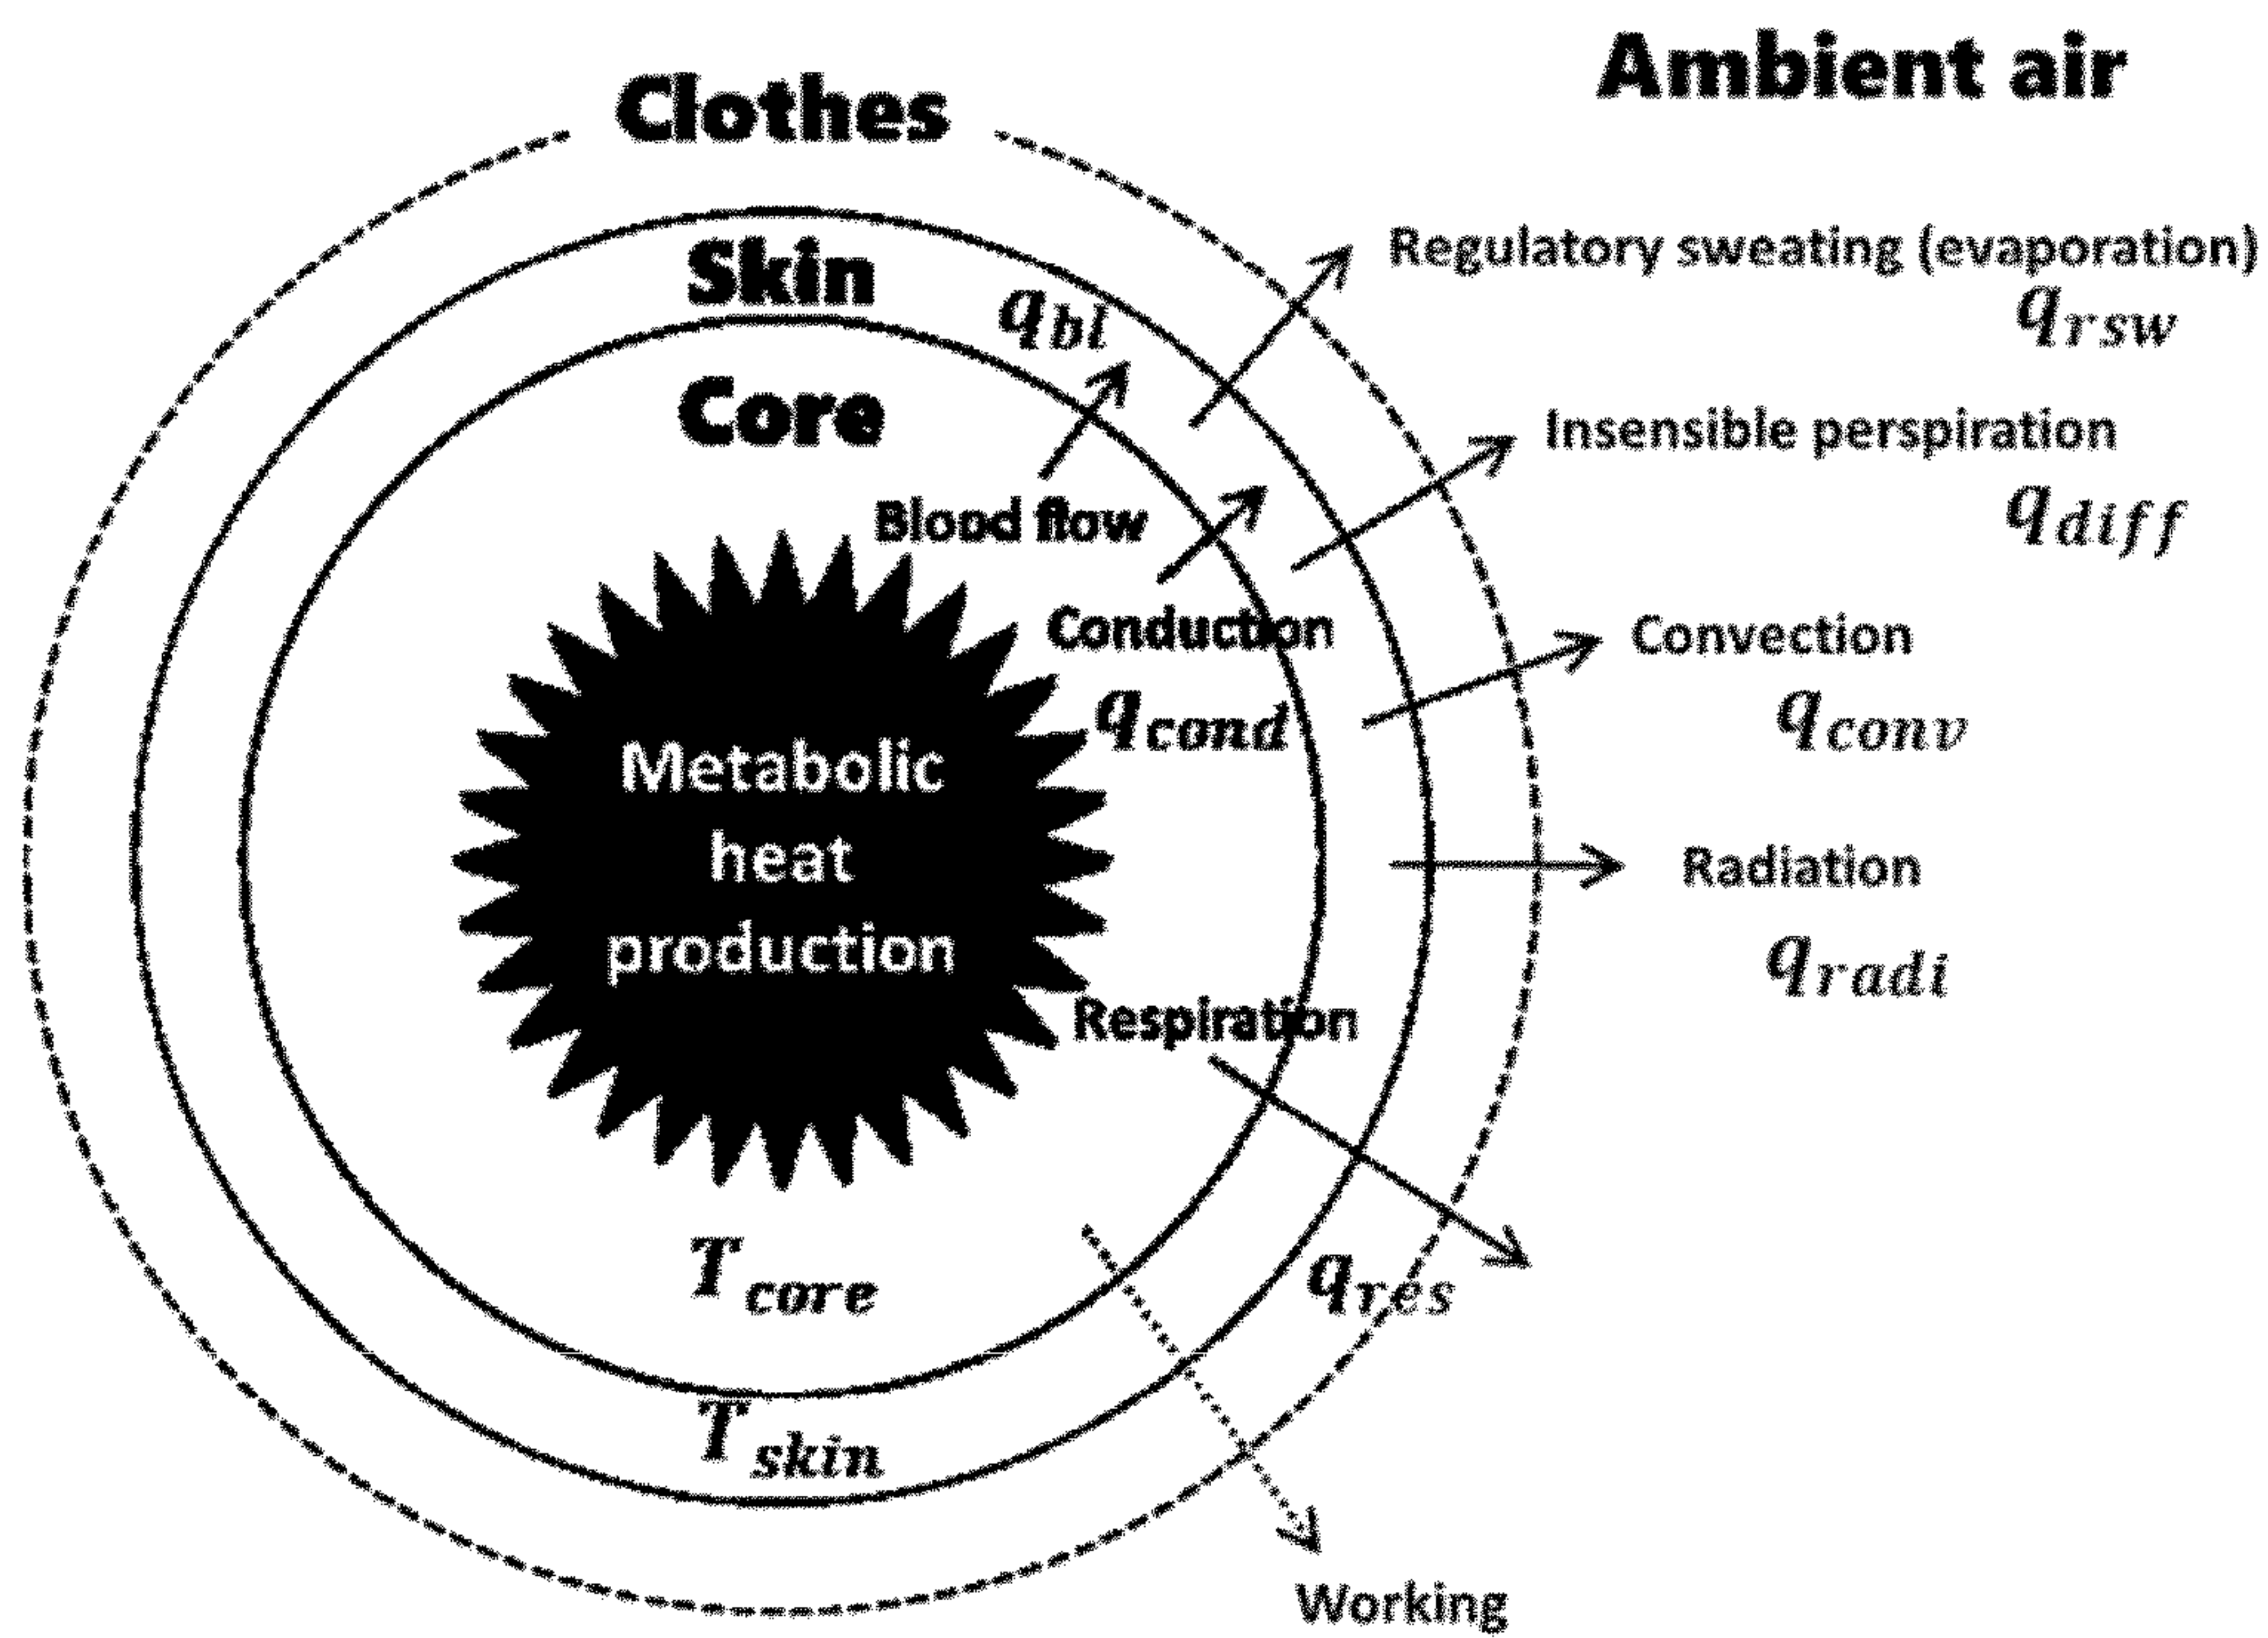 Ambient air
Clothes
Skin
Core
Regulatory sweating (evaporation)
q_rsw
q_bl
Insensible perspiration
q_diff
Blood flow
Conduction
q_cond
Convection
q_conv
Metabolic
heat
production
Radiation
q_radi
Respiration
q_res
T_core
T_skin
Working